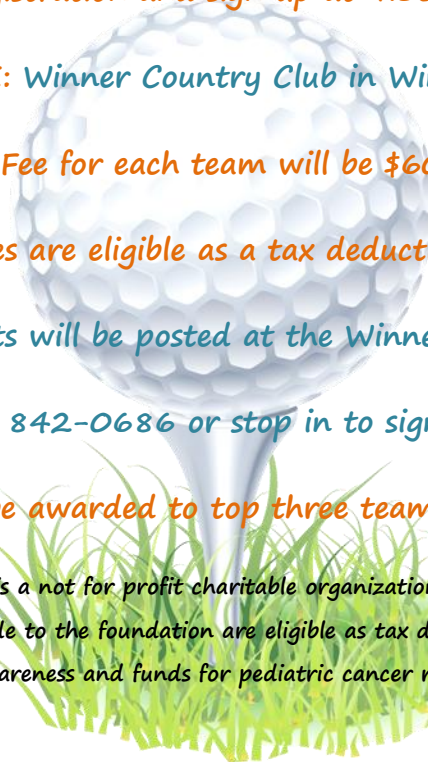 : Winner Country Club in Wi
Fee for each team will be $6
es are eligible as a tax deduct
ts will be posted at the Winne
842-0686 or stop in to sign
e awarded to top three team
is a not for profit charitable organization
le to the foundation are eligible as tax d
areness and funds for pediatric cancer